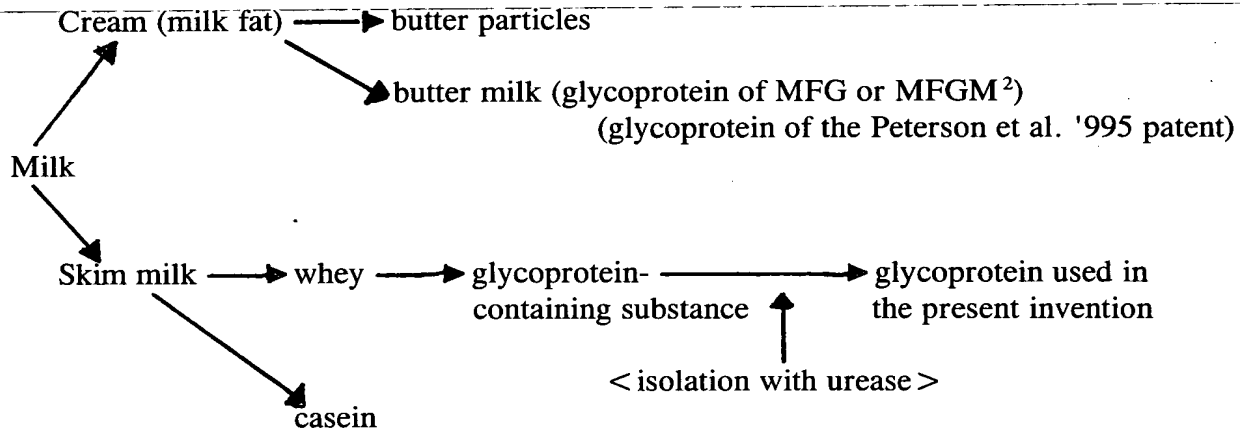 Cream (milk fat) → butter particles
butter milk (glycoprotein of MFG or MFGM²)
(glycoprotein of the Peterson et al. '995 patent)
Milk
Skim milk → whey → glycoprotein- → glycoprotein used in
containing substance the present invention
<isolation with urease>
casein